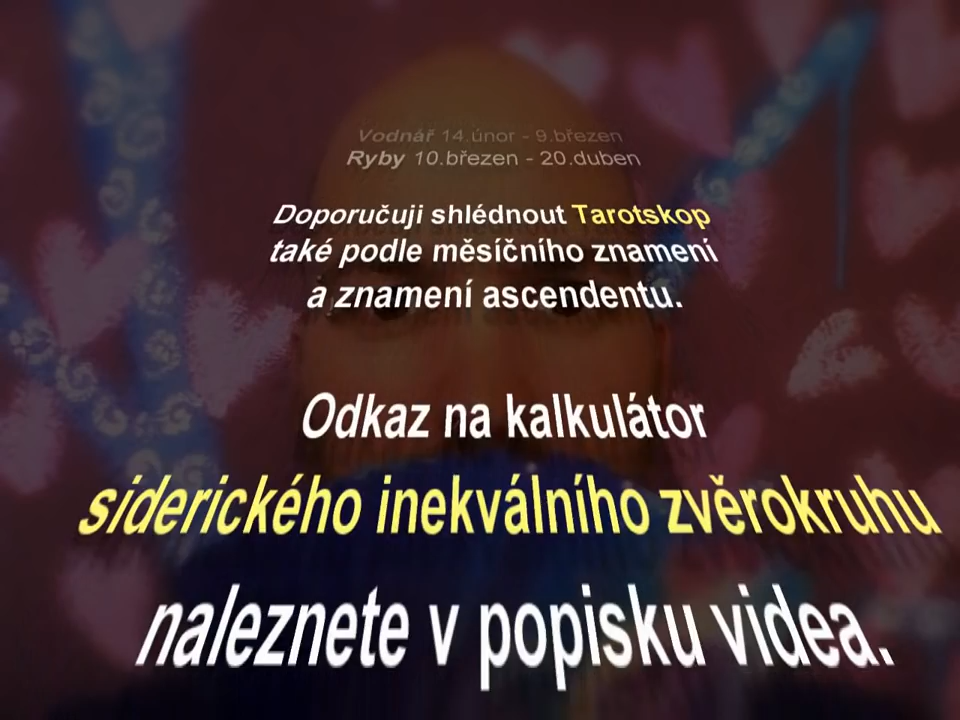 Vodnář 14.únor - 9.březen
Ryby 10.březen - 20.duben
Doporučuji shlédnout Tarotskop
také podle měsíčního znamení
a znamení ascendentu.
Odkaz na kalkulátor
siderického inekválního zvěrokruhu
naleznete v popisku videa.